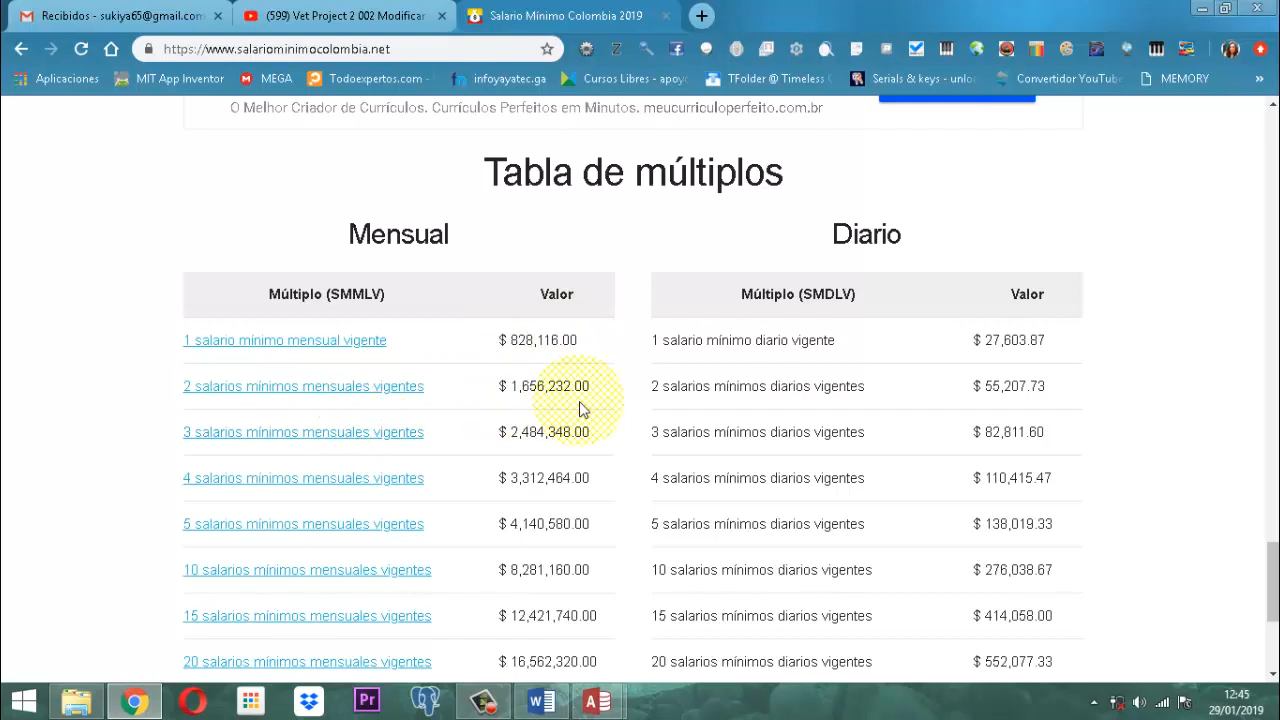 Recibidos - sukiya65@gmail.com
(599) Vet Project 2 002 Modificar
Salario Mínimo Colombia 2019
https://www.salariominimocolombia.net
Aplicaciones
MIT App Inventor
MEGA
Todoexpertos.com -
infoyayatec.ga
Cursos Libres - apoyo
TFolder @ Timeless
Serials & keys - unlo
Convertidor YouTube
MEMORY
»
O Melhor Criador de Currículos. Currículos Perfeitos em Minutos. meucurriculoperfeito.com.br
Tabla de múltiplos
Mensual
Múltiplo (SMMLV) Valor
1 salario mínimo mensual vigente $ 828,116.00
2 salarios mínimos mensuales vigentes $ 1,656,232.00
3 salarios mínimos mensuales vigentes $ 2,484,348.00
4 salarios mínimos mensuales vigentes $ 3,312,464.00
5 salarios mínimos mensuales vigentes $ 4,140,580.00
10 salarios mínimos mensuales vigentes $ 8,281,160.00
15 salarios mínimos mensuales vigentes $ 12,421,740.00
20 salarios mínimos mensuales vigentes $ 16,562,320.00
Diario
Múltiplo (SMDLV) Valor
1 salario mínimo diario vigente $ 27,603.87
2 salarios mínimos diarios vigentes $ 55,207.73
3 salarios mínimos diarios vigentes $ 82,811.60
4 salarios mínimos diarios vigentes $ 110,415.47
5 salarios mínimos diarios vigentes $ 138,019.33
10 salarios mínimos diarios vigentes $ 276,038.67
15 salarios mínimos diarios vigentes $ 414,058.00
20 salarios mínimos diarios vigentes $ 552,077.33
Pr
12:45
29/01/2019